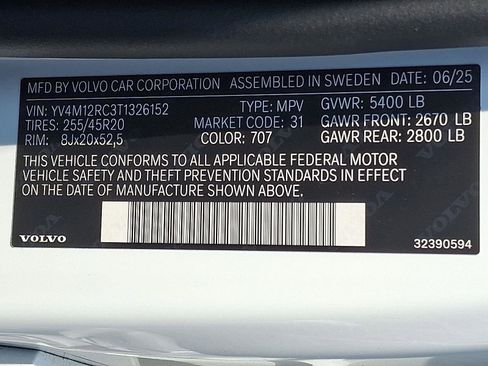 MFD BY VOLVO CAR CORPORATION ASSEMBLED IN SWEDEN DATE: 06/25
VIN: YV4M12RC3T1326152 TYPE: MPV GVWR: 5400 LB
TIRES: 255/45R20 MARKET CODE: 31 GAWR FRONT: 2670 LB
RIM: 8Jx20x52,5 COLOR: 707 GAWR REAR: 2800 LB
THIS VEHICLE CONFORMS TO ALL APPLICABLE FEDERAL MOTOR
VEHICLE SAFETY AND THEFT PREVENTION STANDARDS IN EFFECT
ON THE DATE OF MANUFACTURE SHOWN ABOVE.
VOLVO 32390594